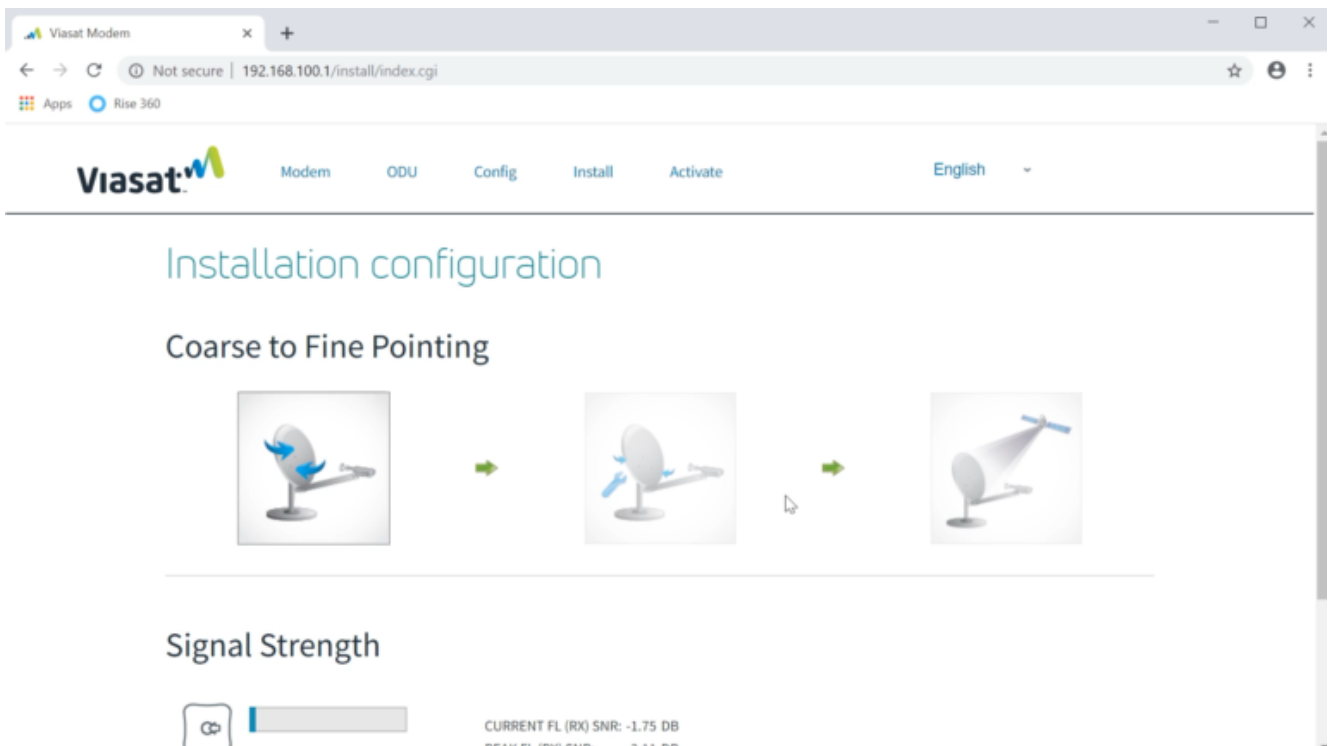 Viasat Modem
Not secure | 192.168.100.1/install/index.cgi
Apps Rise 360
Viasat Modem ODU Config Install Activate English
Installation configuration
Coarse to Fine Pointing
Signal Strength
CURRENT FL (RX) SNR: -1.75 DB